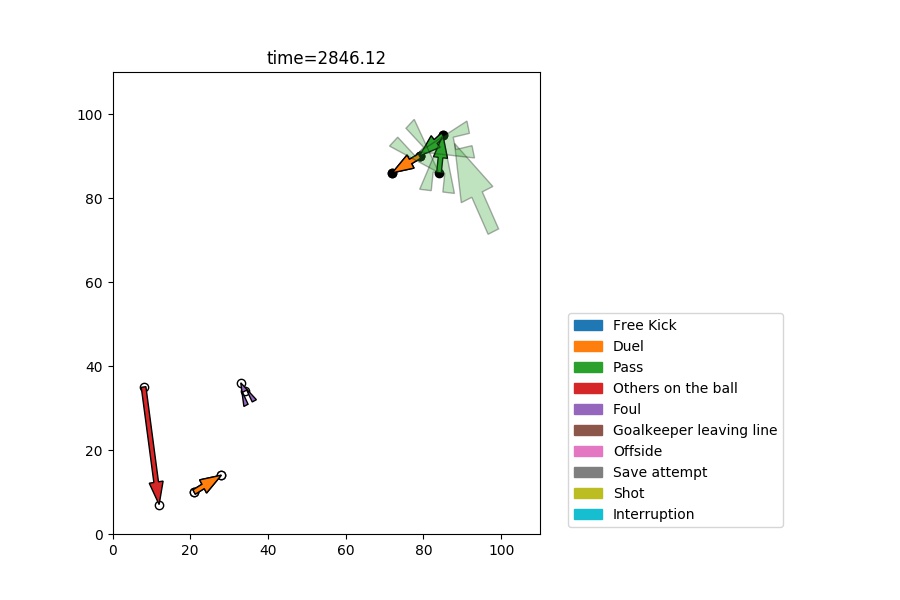 time=2846.12
100
80
60
40
20
0
0 20 40 60 80 100
Free Kick
Duel
Pass
Others on the ball
Foul
Goalkeeper leaving line
Offside
Save attempt
Shot
Interruption